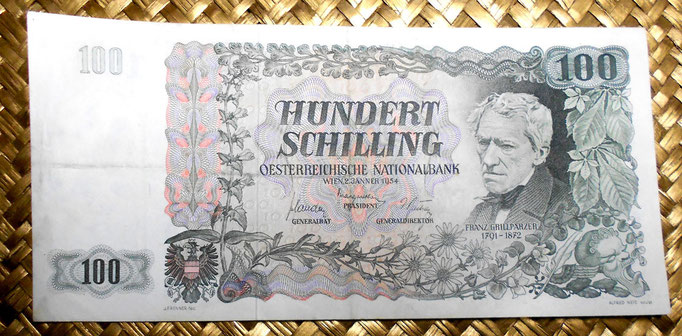 100
100
HUNDERT
SCHILLING
OESTERREICHISCHE NATIONALBANK
WIEN, 2. JÄNNER 1954
PRÄSIDENT
GENERALRAT GENERALDIREKTOR
FRANZ GRILLPARZER
1791-1872
100